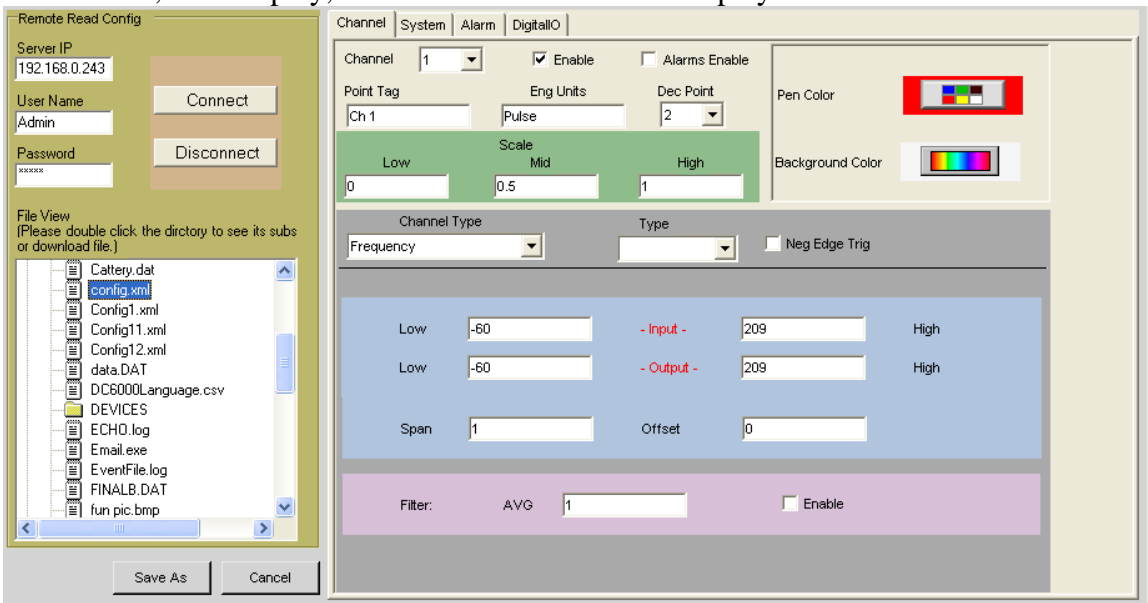 Remote Read Config
Server IP
192.168.0.243
User Name
Admin
Password
xxxxx
Connect
Disconnect
File View
(Please double click the dirctory to see its subs
or download file.)
Cattery.dat
config.xml
Config1.xml
Config11.xml
Config12.xml
data.DAT
DC6000Language.csv
DEVICES
ECHO.log
Email.exe
EventFile.log
FINALB.DAT
fun pic.bmp
Save As Cancel
Channel System Alarm DigitalIO
Channel 1 Enable Alarms Enable
Point Tag Eng Units Dec Point
Ch 1 Pulse 2
Scale
Low Mid High
0 0.5 1
Pen Color
Background Color
Channel Type Type
Frequency Neg Edge Trig
Low -60 - Input - 209 High
Low -60 - Output - 209 High
Span 1 Offset 0
Filter: AVG 1 Enable